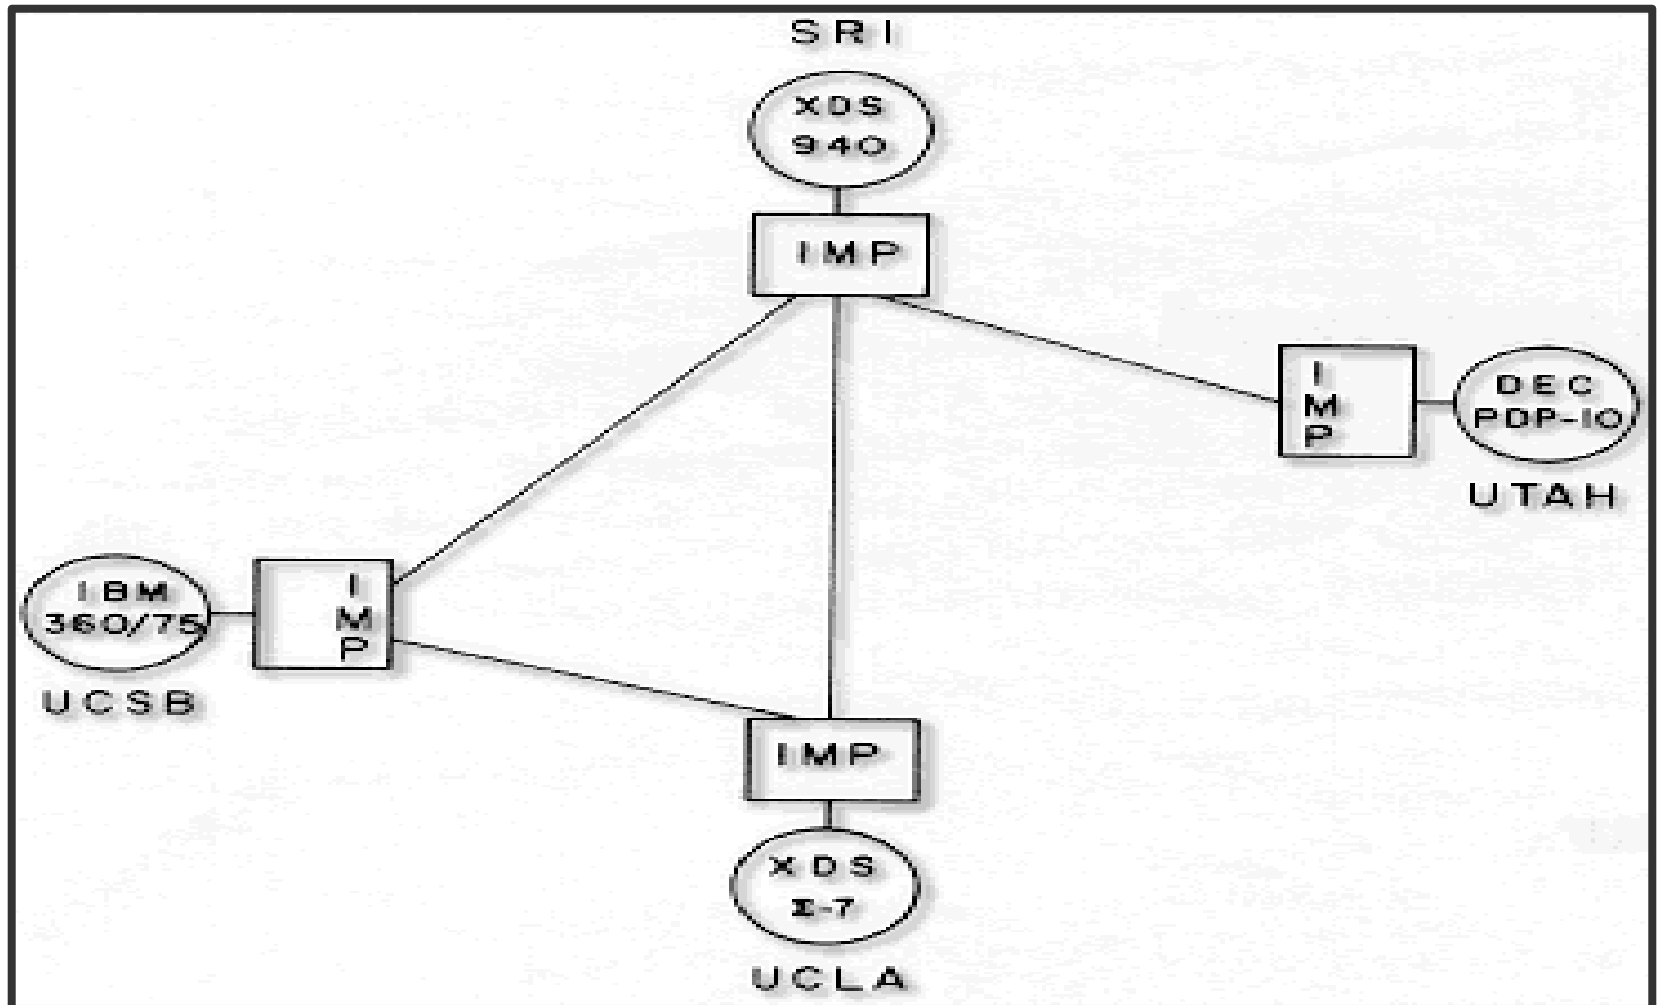 SRI
XDS
940
IMP
I
M
P
DEC
PDP-10
UTAH
IBM
360/75
I
M
P
UCSB
IMP
XDS
Σ-7
UCLA